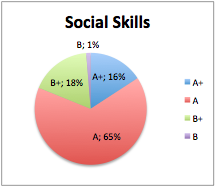 Social Skills
B; 1%
A+; 16%
B+; 18%
A; 65%
A+
A
B+
B